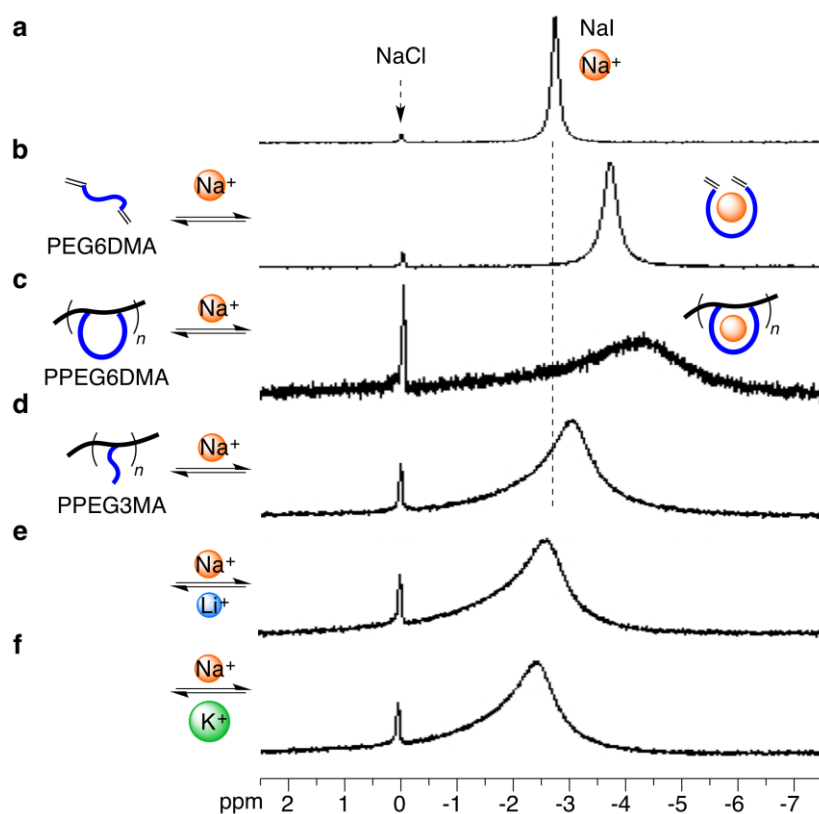 a
NaCl
NaI
Na+
b
Na+
PEG6DMA
c
n
Na+
n
PPEG6DMA
d
n
Na+
PPEG3MA
e
Na+
Li+
f
Na+
K+
ppm 2 1 0 -1 -2 -3 -4 -5 -6 -7